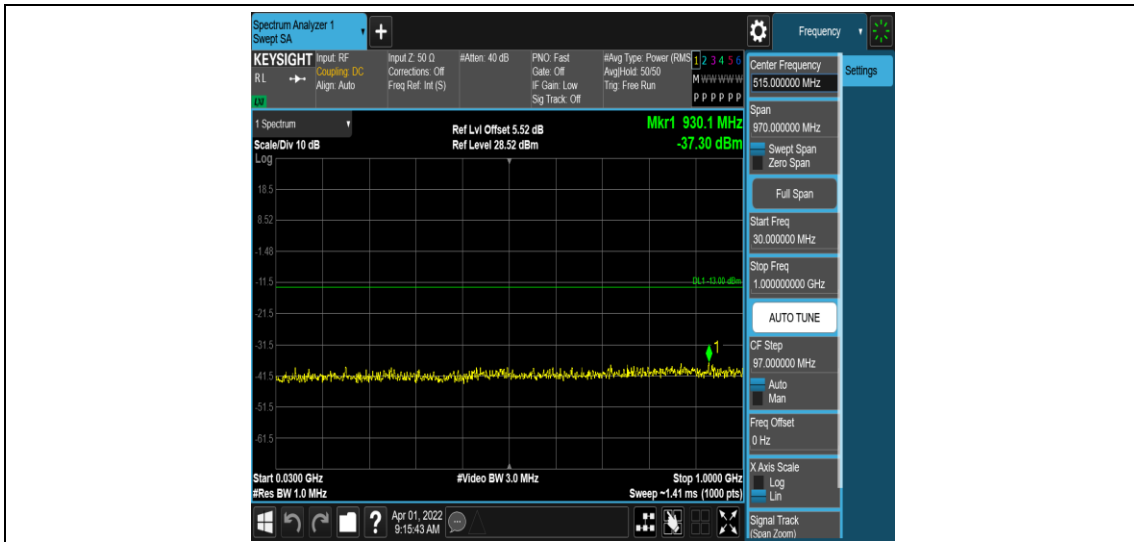 Spectrum Analyzer 1
Swept SA
Frequency
KEYSIGHT
RL
Input: RF
Coupling: DC
Align: Auto
Input Z: 50 Ω
Corrections: Off
Freq Ref: Int (S)
#Atten: 40 dB
PNO: Fast
Gate: Off
IF Gain: Low
Sig Track: Off
#Avg Type: Power (RMS
Avg|Hold: 50/50
Trig: Free Run
1 2 3 4 5 6
M W W W W W
P P P P P P
LXI
1 Spectrum
Scale/Div 10 dB
Ref Lvl Offset 5.52 dB
Ref Level 28.52 dBm
Mkr1 930.1 MHz
-37.30 dBm
Log
18.5
8.52
-1.48
-11.5
-21.5
-31.5
-41.5
-51.5
-61.5
DL1 -13.00 dBm
1
Start 0.0300 GHz
#Res BW 1.0 MHz
#Video BW 3.0 MHz
Stop 1.0000 GHz
Sweep ~1.41 ms (1000 pts)
Apr 01, 2022
9:15:43 AM
Settings
Center Frequency
515.000000 MHz
Span
970.000000 MHz
Swept Span
Zero Span
Full Span
Start Freq
30.000000 MHz
Stop Freq
1.000000000 GHz
AUTO TUNE
CF Step
97.000000 MHz
Auto
Man
Freq Offset
0 Hz
X Axis Scale
Log
Lin
Signal Track
(Span Zoom)